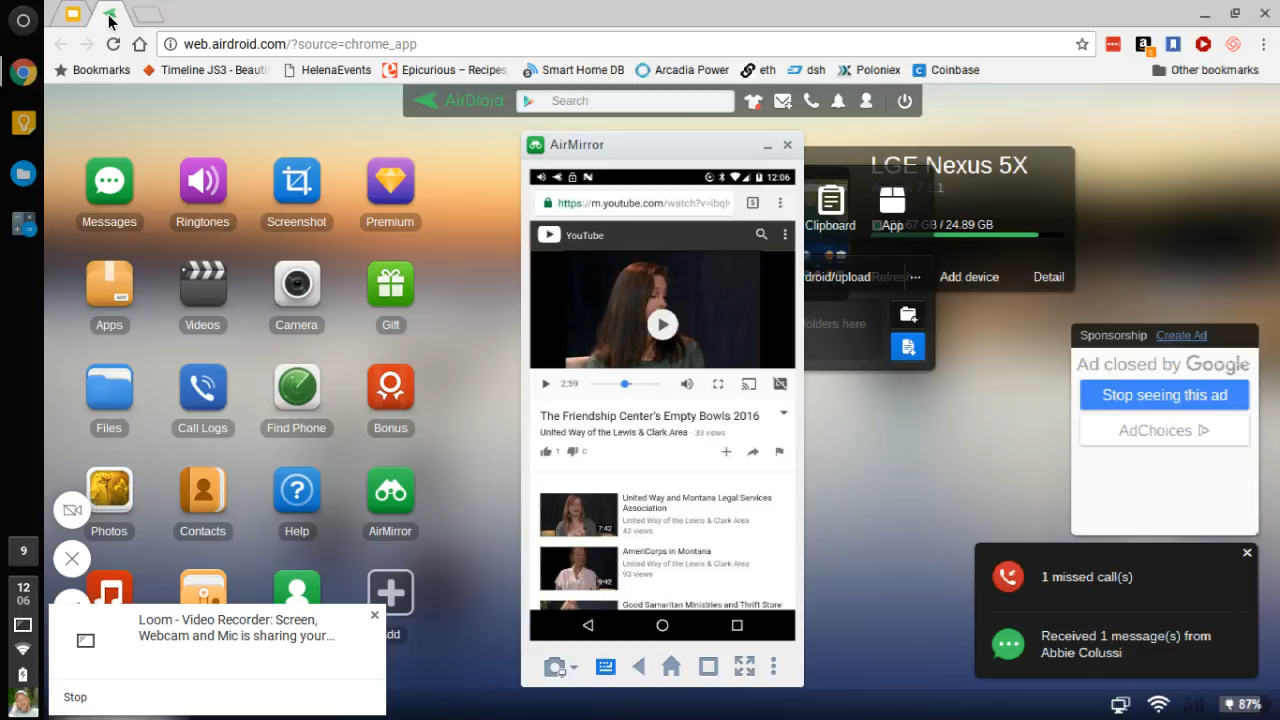 web.airdroid.com/?source=chrome_app
Bookmarks
Timeline JS3 - Beauti
HelenaEvents
Epicurious – Recipes,
Smart Home DB
Arcadia Power
eth
dsh
Poloniex
Coinbase
Other bookmarks
AirDroid
Search
Messages
Ringtones
Screenshot
Premium
Apps
Videos
Camera
Gift
Files
Call Logs
Find Phone
Bonus
Photos
Contacts
Help
AirMirror
dd
AirMirror
12:06
https://m.youtube.com/watch?v=ibql
5
YouTube
2:59
The Friendship Center's Empty Bowls 2016
United Way of the Lewis & Clark Area · 33 views
1
0
United Way and Montana Legal Services
Association
United Way of the Lewis & Clark Area
42 views
7:42
AmeriCorps in Montana
United Way of the Lewis & Clark Area
93 views
9:42
Good Samaritan Ministries and Thrift Store
LGE Nexus 5X
Clipboard
App
GB / 24.89 GB
droid/upload
Refresh
Add device
Detail
folders here
Sponsorship
Create Ad
Ad closed by Google
Stop seeing this ad
AdChoices
1 missed call(s)
Received 1 message(s) from
Abbie Colussi
9
12
06
Loom - Video Recorder: Screen,
Webcam and Mic is sharing your...
Stop
87%